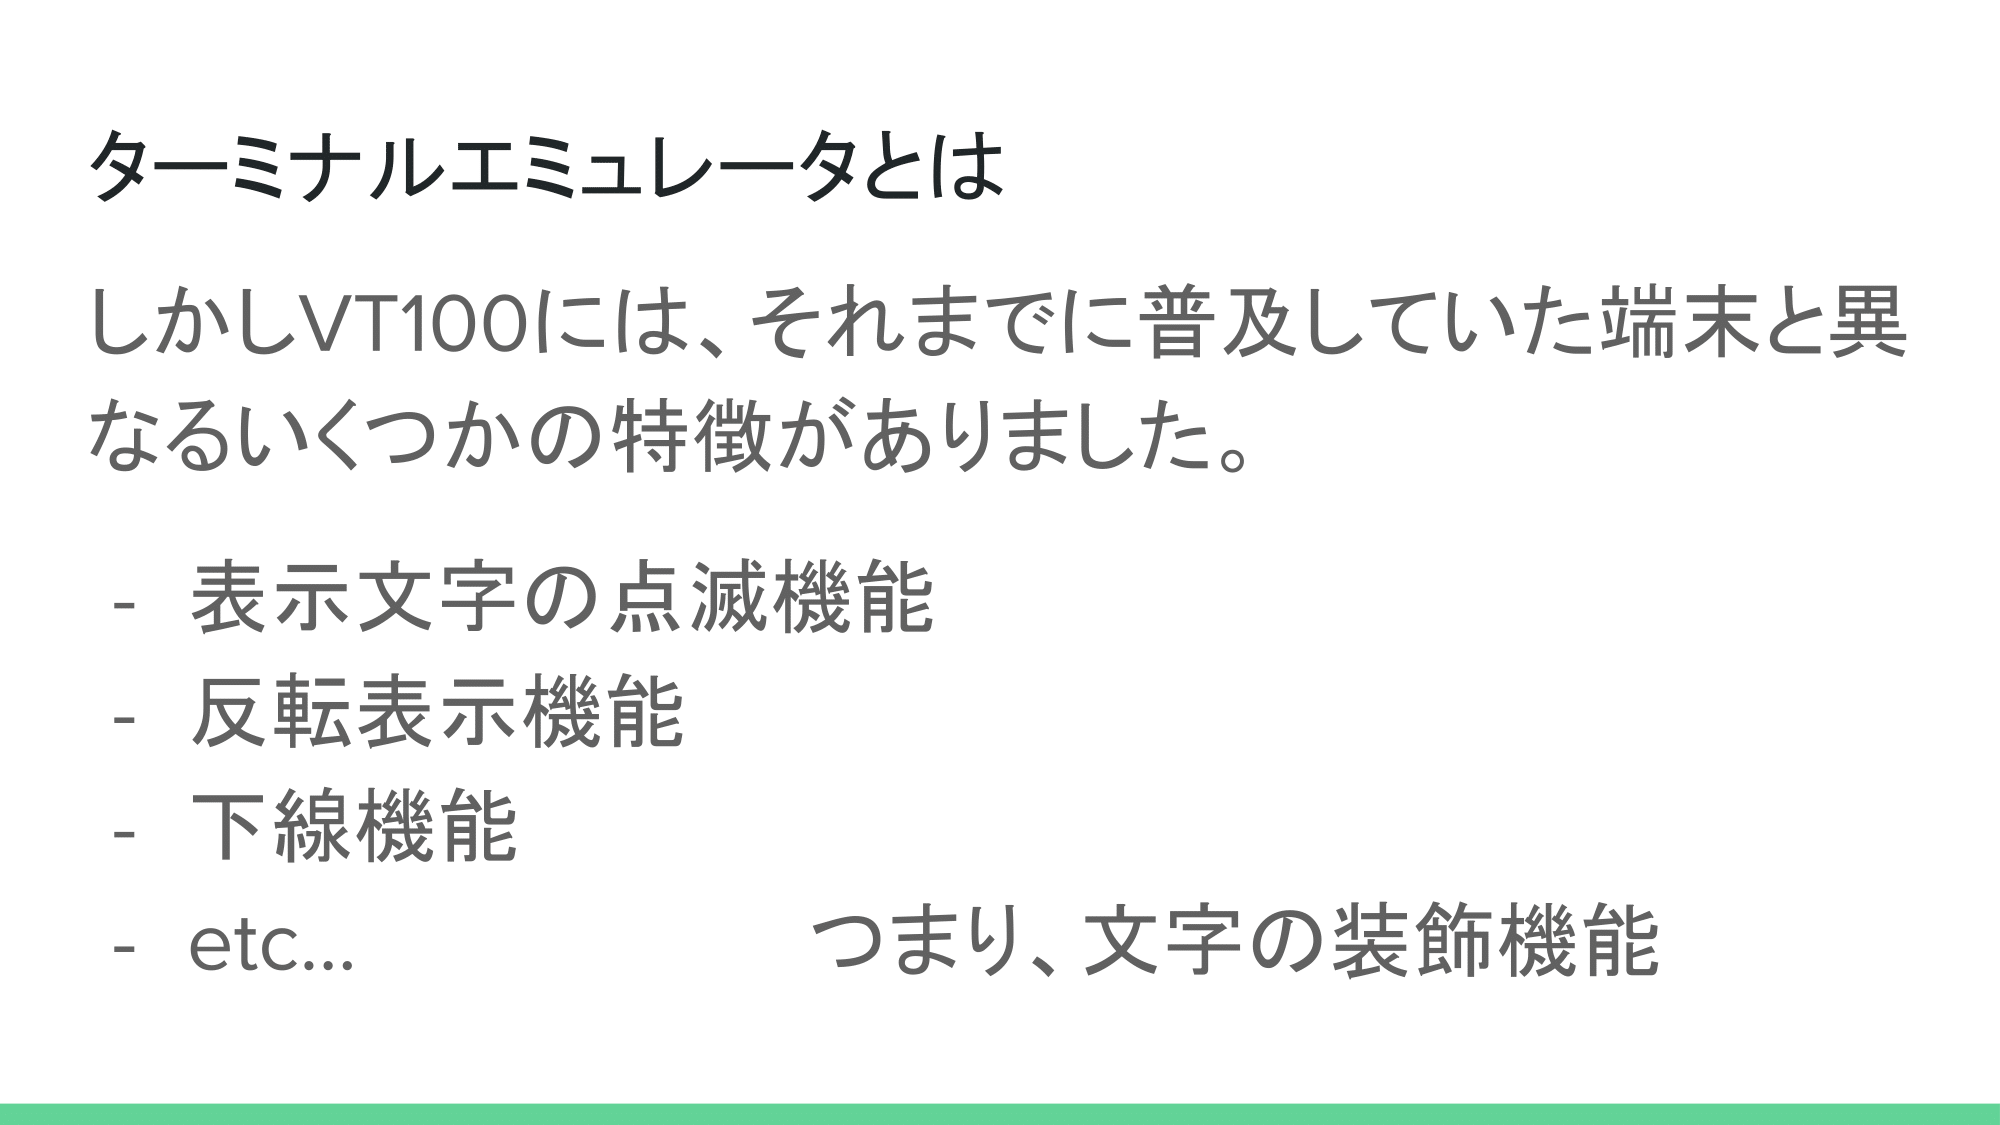 ターミナルエミュレータとは
しかしVT100には、それまでに普及していた端末と異
なるいくつかの特徴がありました。
- 表示文字の点滅機能
- 反転表示機能
- 下線機能
- etc... つまり、文字の装飾機能